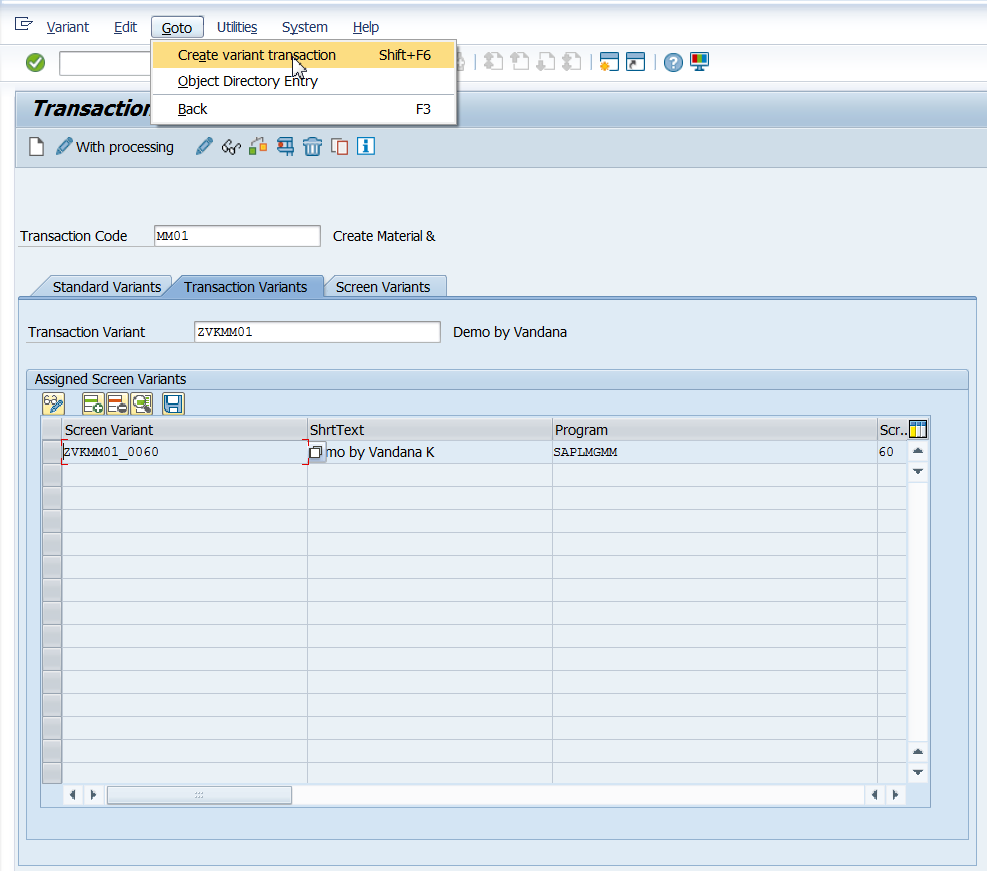 Variant Edit Goto Utilities System Help
Create variant transaction Shift+F6
Object Directory Entry
Back F3
Transaction
With processing
Transaction Code MM01 Create Material &
Standard Variants Transaction Variants Screen Variants
Transaction Variant ZVKMM01 Demo by Vandana
Assigned Screen Variants
Screen Variant ShrtText Program Scr..
ZVKMM01_0060 mo by Vandana K SAPLMGMM 60